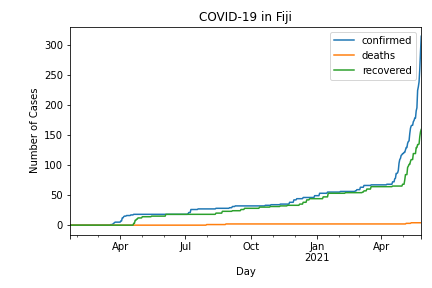 COVID-19 in Fiji
confirmed
deaths
recovered
Number of Cases
300
250
200
150
100
50
0
Apr
Jul
Oct
Jan
2021
Apr
Day